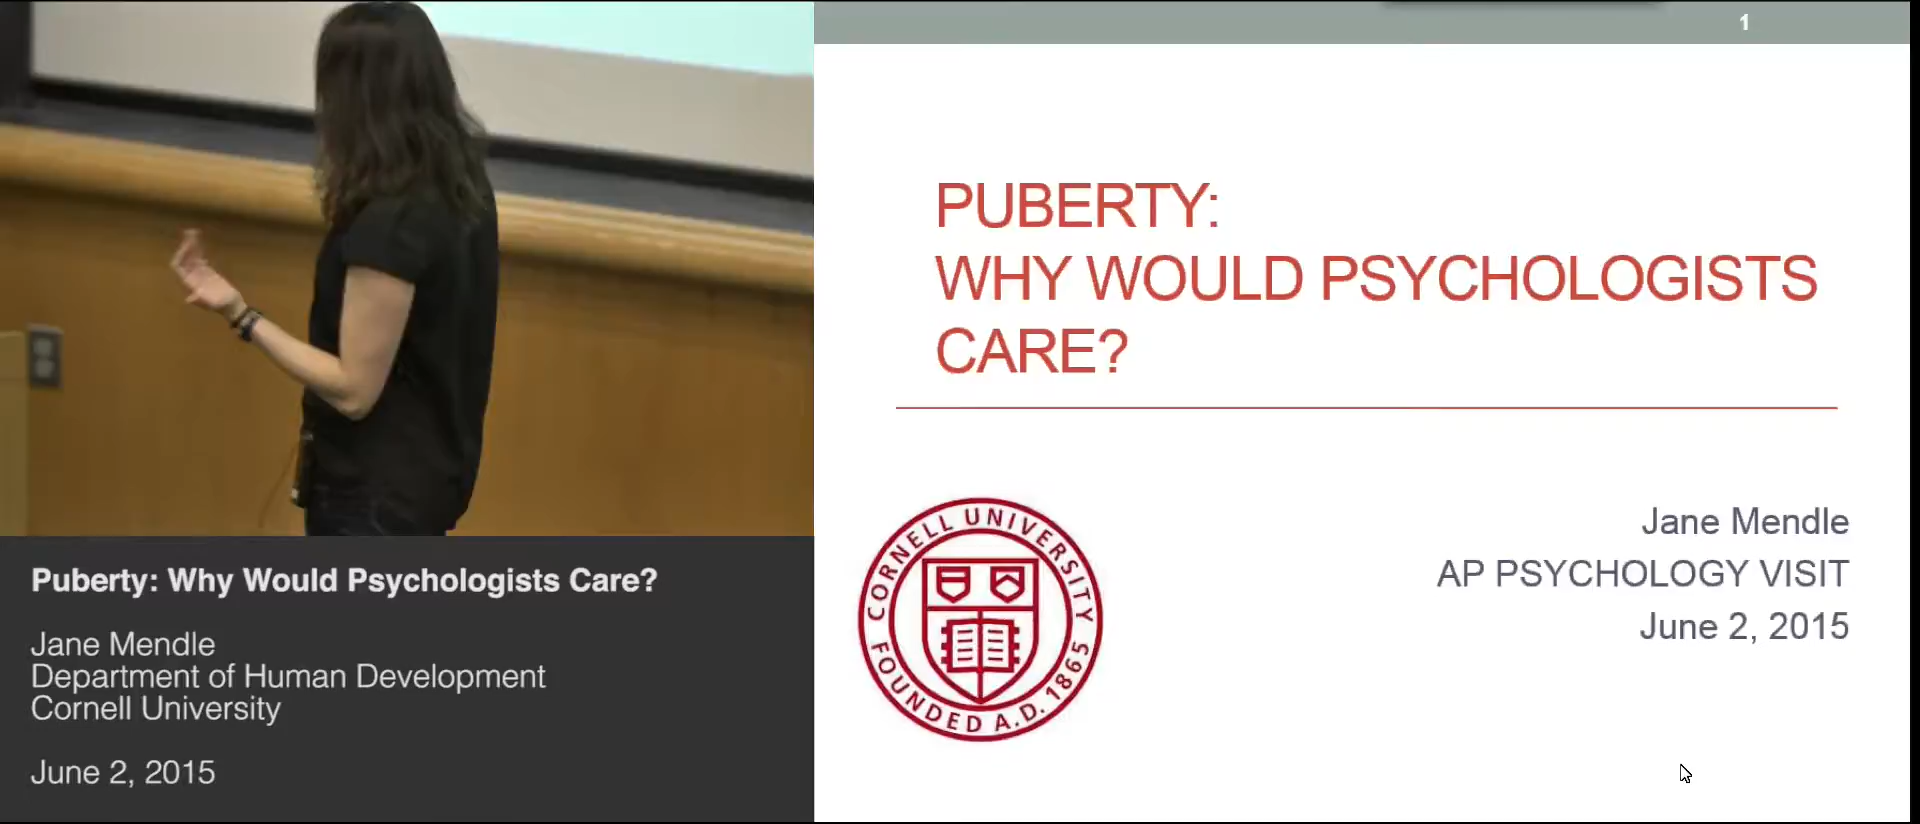 1
PUBERTY:
WHY WOULD PSYCHOLOGISTS
CARE?
CORNELL UNIVERSITY
FOUNDED A.D. 1865
Jane Mendle
AP PSYCHOLOGY VISIT
June 2, 2015
Puberty: Why Would Psychologists Care?
Jane Mendle
Department of Human Development
Cornell University
June 2, 2015